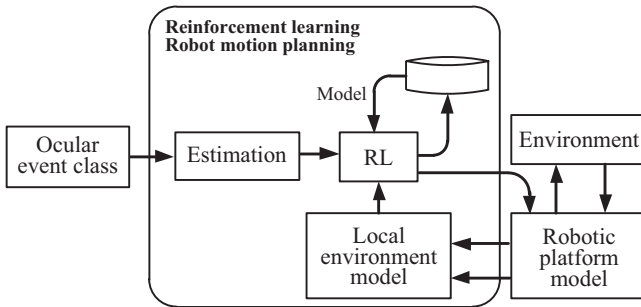 Reinforcement learning
Robot motion planning
Model
Ocular
event class
Estimation
RL
Environment
Local
environment
model
Robotic
platform
model